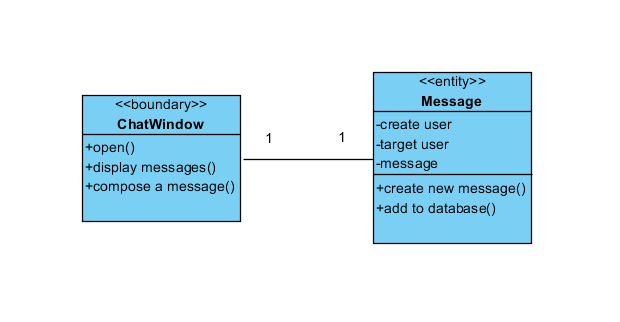 <<boundary>>
ChatWindow
+open()
+display messages()
+compose a message()
1
1
<<entity>>
Message
-create user
-target user
-message
+create new message()
+add to database()